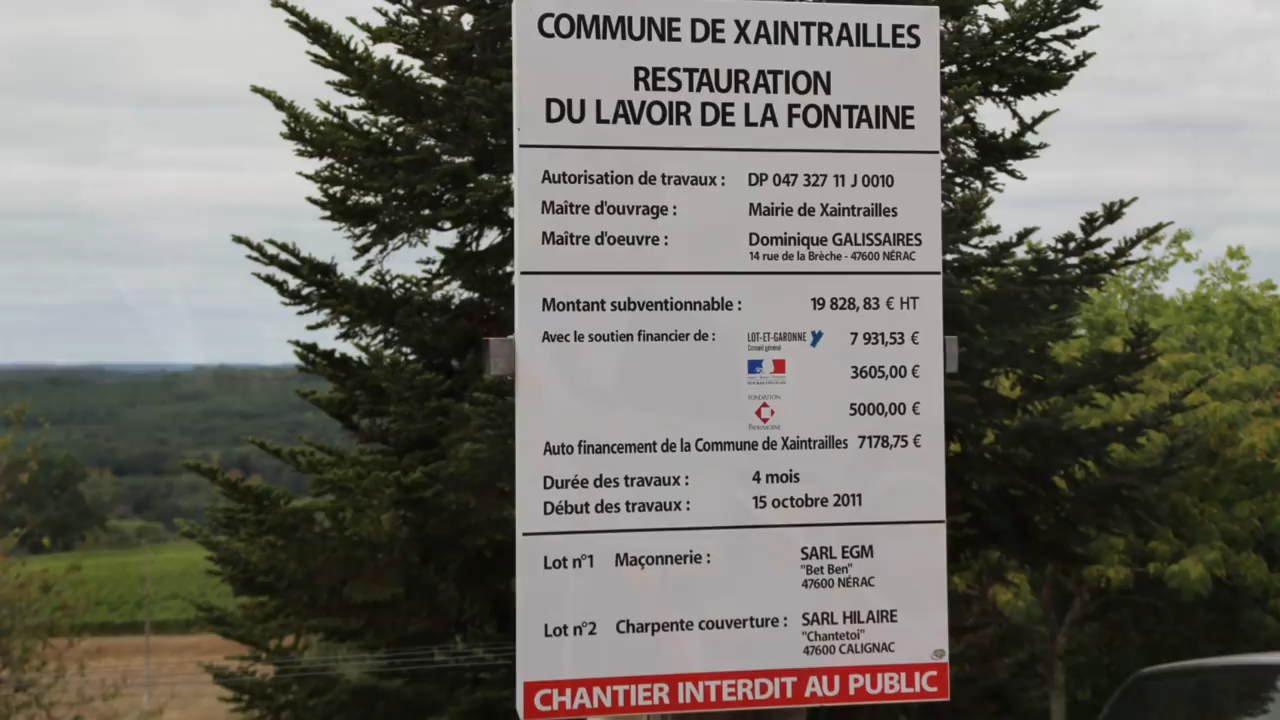 COMMUNE DE XAINTRAILLES
RESTAURATION
DU LAVOIR DE LA FONTAINE
Autorisation de travaux : DP 047 327 11 J 0010
Maître d'ouvrage : Mairie de Xaintrailles
Maître d'oeuvre : Dominique GALISSAIRES
14 rue de la Brèche - 47600 NÉRAC
Montant subventionnable : 19 828, 83 € HT
Avec le soutien financier de : LOT-ET-GARONNE 7 931,53 €
Conseil général
3605,00 €
FONDATION
5000,00 €
PATRIMOINE
Auto financement de la Commune de Xaintrailles 7178,75 €
Durée des travaux : 4 mois
Début des travaux : 15 octobre 2011
Lot n°1 Maçonnerie : SARL EGM
"Bet Ben"
47600 NÉRAC
Lot n°2 Charpente couverture : SARL HILAIRE
"Chantetoi"
47600 CALIGNAC
CHANTIER INTERDIT AU PUBLIC